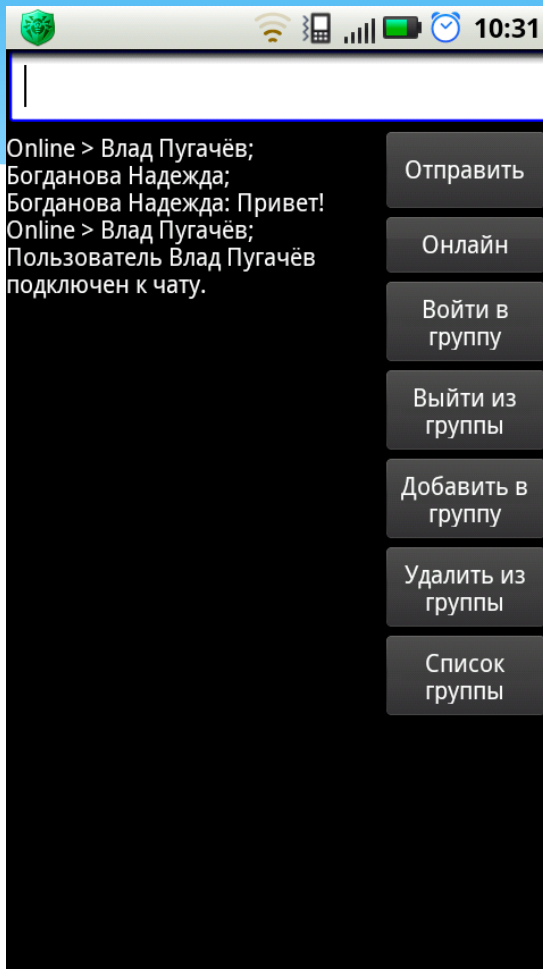 10:31
Online > Влад Пугачёв;
Богданова Надежда;
Богданова Надежда: Привет!
Online > Влад Пугачёв;
Пользователь Влад Пугачёв
подключен к чату.
Отправить
Онлайн
Войти в
группу
Выйти из
группы
Добавить в
группу
Удалить из
группы
Список
группы